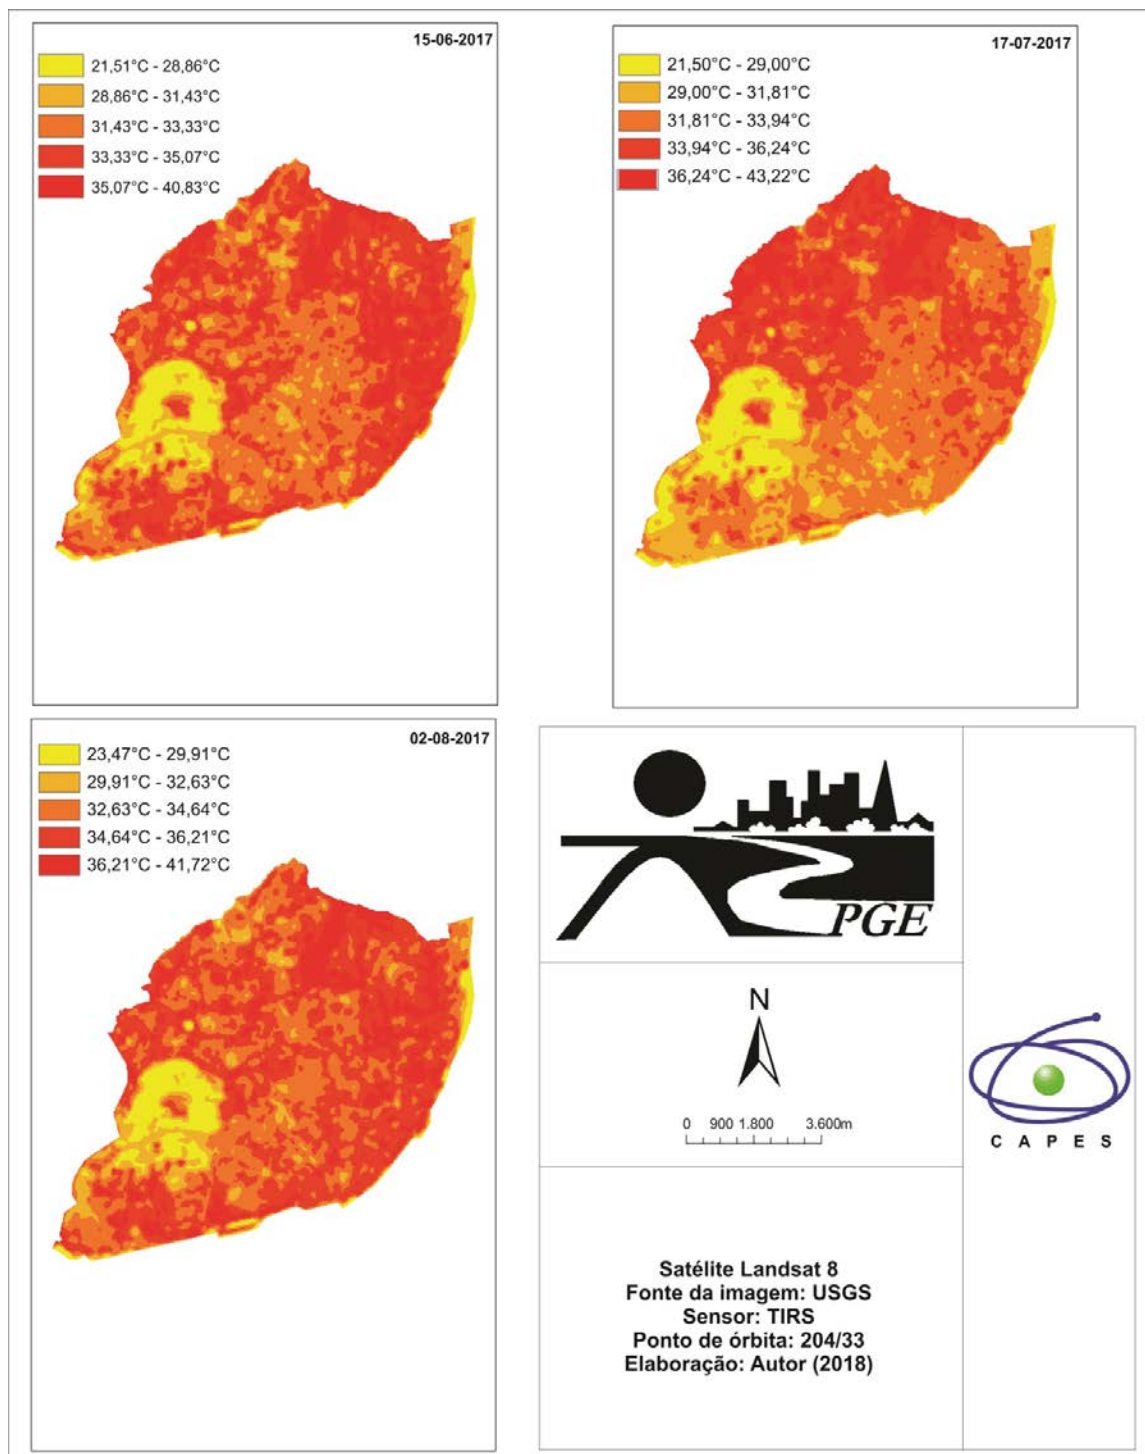 15-06-2017
21,51°C - 28,86°C
28,86°C - 31,43°C
31,43°C - 33,33°C
33,33°C - 35,07°C
35,07°C - 40,83°C
17-07-2017
21,50°C - 29,00°C
29,00°C - 31,81°C
31,81°C - 33,94°C
33,94°C - 36,24°C
36,24°C - 43,22°C
02-08-2017
23,47°C - 29,91°C
29,91°C - 32,63°C
32,63°C - 34,64°C
34,64°C - 36,21°C
36,21°C - 41,72°C
PGE
N
0 900 1.800 3.600m
CAPES
Satélite Landsat 8
Fonte da imagem: USGS
Sensor: TIRS
Ponto de órbita: 204/33
Elaboração: Autor (2018)